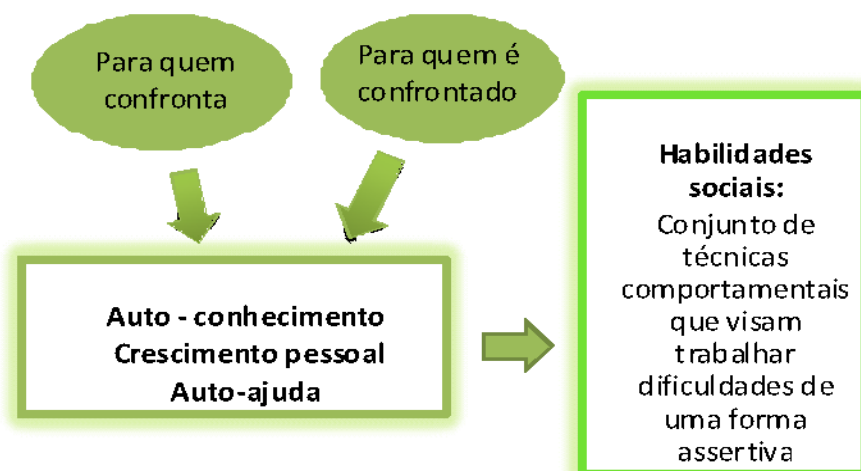 Para quem
confronta
Para quem é
confrontado
Auto - conhecimento
Crescimento pessoal
Auto-ajuda
Habilidades
sociais:
Conjunto de
técnicas
comportamentais
que visam
trabalhar
dificuldades de
uma forma
assertiva